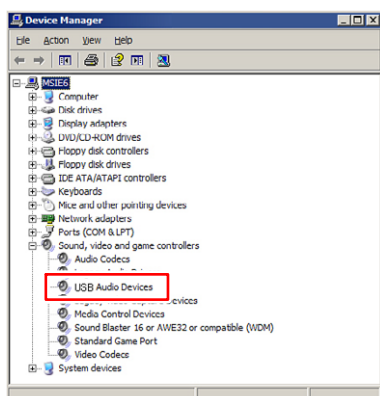 Device Manager
File Action View Help
MSIE6
Computer
Disk drives
Display adapters
DVD/CD-ROM drives
Floppy disk controllers
Floppy disk drives
IDE ATA/ATAPI controllers
Keyboards
Mice and other pointing devices
Network adapters
Ports (COM & LPT)
Sound, video and game controllers
Audio Codecs
USB Audio Devices
Media Control Devices
Sound Blaster 16 or AWE32 or compatible (WDM)
Standard Game Port
Video Codecs
System devices